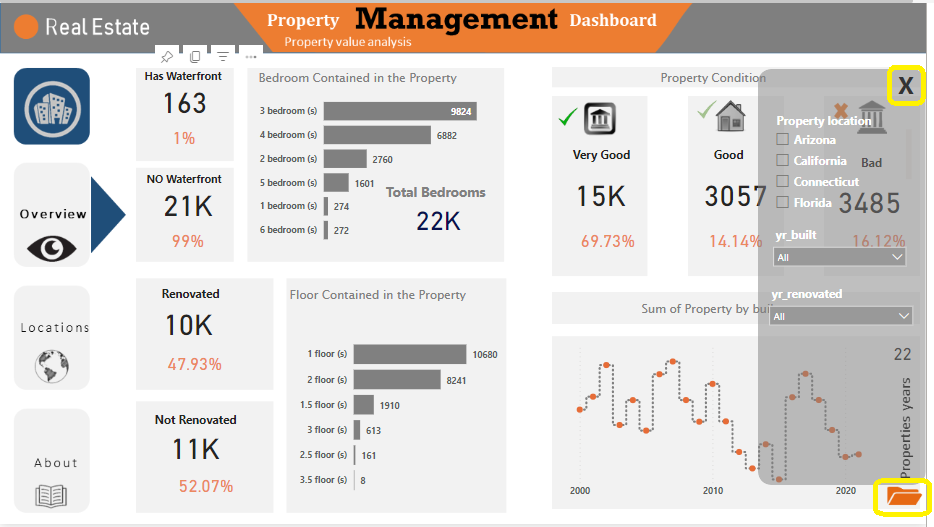 Real Estate
Property Management Dashboard
Property value analysis
Has Waterfront
163
1%
NO Waterfront
21K
99%
Bedroom Contained in the Property
3 bedroom (s) 9824
4 bedroom (s) 6882
2 bedroom (s) 2760
5 bedroom (s) 1601
1 bedroom (s) 274
6 bedroom (s) 272
Total Bedrooms
22K
Property Condition
X
Very Good
15K
69.73%
Good
3057
14.14%
Bad
3485
16.12%
Property location
Arizona
California
Connecticut
Florida
yr_built
All
yr_renovated
All
Overview
Locations
About
Renovated
10K
47.93%
Not Renovated
11K
52.07%
Floor Contained in the Property
1 floor (s) 10680
2 floor (s) 8241
1.5 floor (s) 1910
3 floor (s) 613
2.5 floor (s) 161
3.5 floor (s) 8
Sum of Property by bui
22
Properties years
2000 2010 2020